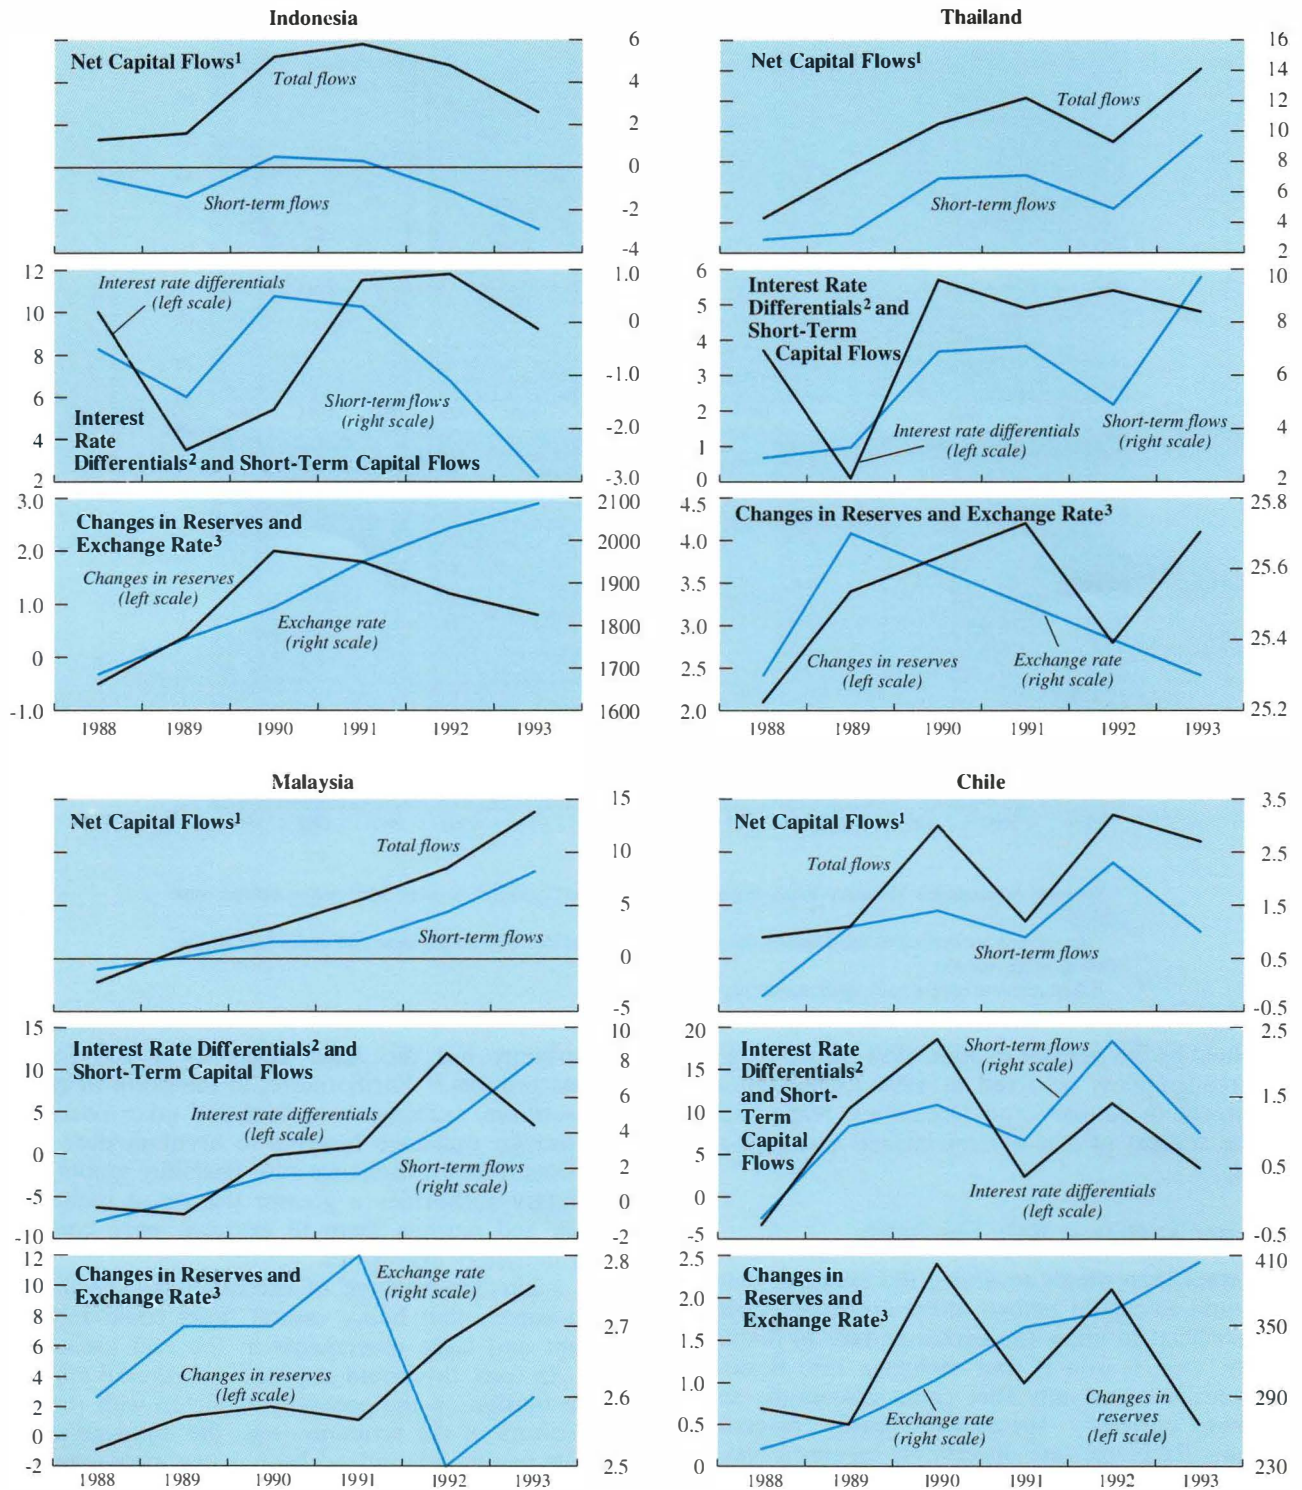 Indonesia
Net Capital Flows1
Total flows
Short-term flows
6
4
2
0
-2
-4
12
10
8
6
4
2
Interest rate differentials
(left scale)
Short-term flows
(right scale)
Interest
Rate
Differentials2 and Short-Term Capital Flows
1.0
0
-1.0
-2.0
-3.0
3.0
2.0
1.0
0
-1.0
Changes in Reserves and
Exchange Rate3
Changes in reserves
(left scale)
Exchange rate
(right scale)
2100
2000
1900
1800
1700
1600
1988 1989 1990 1991 1992 1993
Thailand
Net Capital Flows1
Total flows
Short-term flows
16
14
12
10
8
6
4
2
6
5
4
3
2
1
0
Interest Rate
Differentials2 and
Short-Term
Capital Flows
Interest rate differentials
(left scale)
Short-term flows
(right scale)
10
8
6
4
2
4.5
4.0
3.5
3.0
2.5
2.0
Changes in Reserves and Exchange Rate3
Changes in reserves
(left scale)
Exchange rate
(right scale)
25.8
25.6
25.4
25.2
1988 1989 1990 1991 1992 1993
Malaysia
Net Capital Flows1
Total flows
Short-term flows
15
10
5
0
-5
15
10
5
0
-5
-10
Interest Rate Differentials2 and
Short-Term Capital Flows
Interest rate differentials
(left scale)
Short-term flows
(right scale)
10
8
6
4
2
0
-2
12
10
8
6
4
2
0
-2
Changes in Reserves and
Exchange Rate3
Exchange rate
(right scale)
Changes in reserves
(left scale)
2.8
2.7
2.6
2.5
1988 1989 1990 1991 1992 1993
Chile
Net Capital Flows1
Total flows
Short-term flows
3.5
2.5
1.5
0.5
-0.5
20
15
10
5
0
-5
Interest Rate
Differentials2
and Short-
Term
Capital
Flows
Short-term flows
(right scale)
Interest rate differentials
(left scale)
2.5
1.5
0.5
-0.5
2.5
2.0
1.5
1.0
0.5
0
Changes in
Reserves and
Exchange Rate3
Exchange rate
(right scale)
Changes in
reserves
(left scale)
410
350
290
230
1988 1989 1990 1991 1992 1993